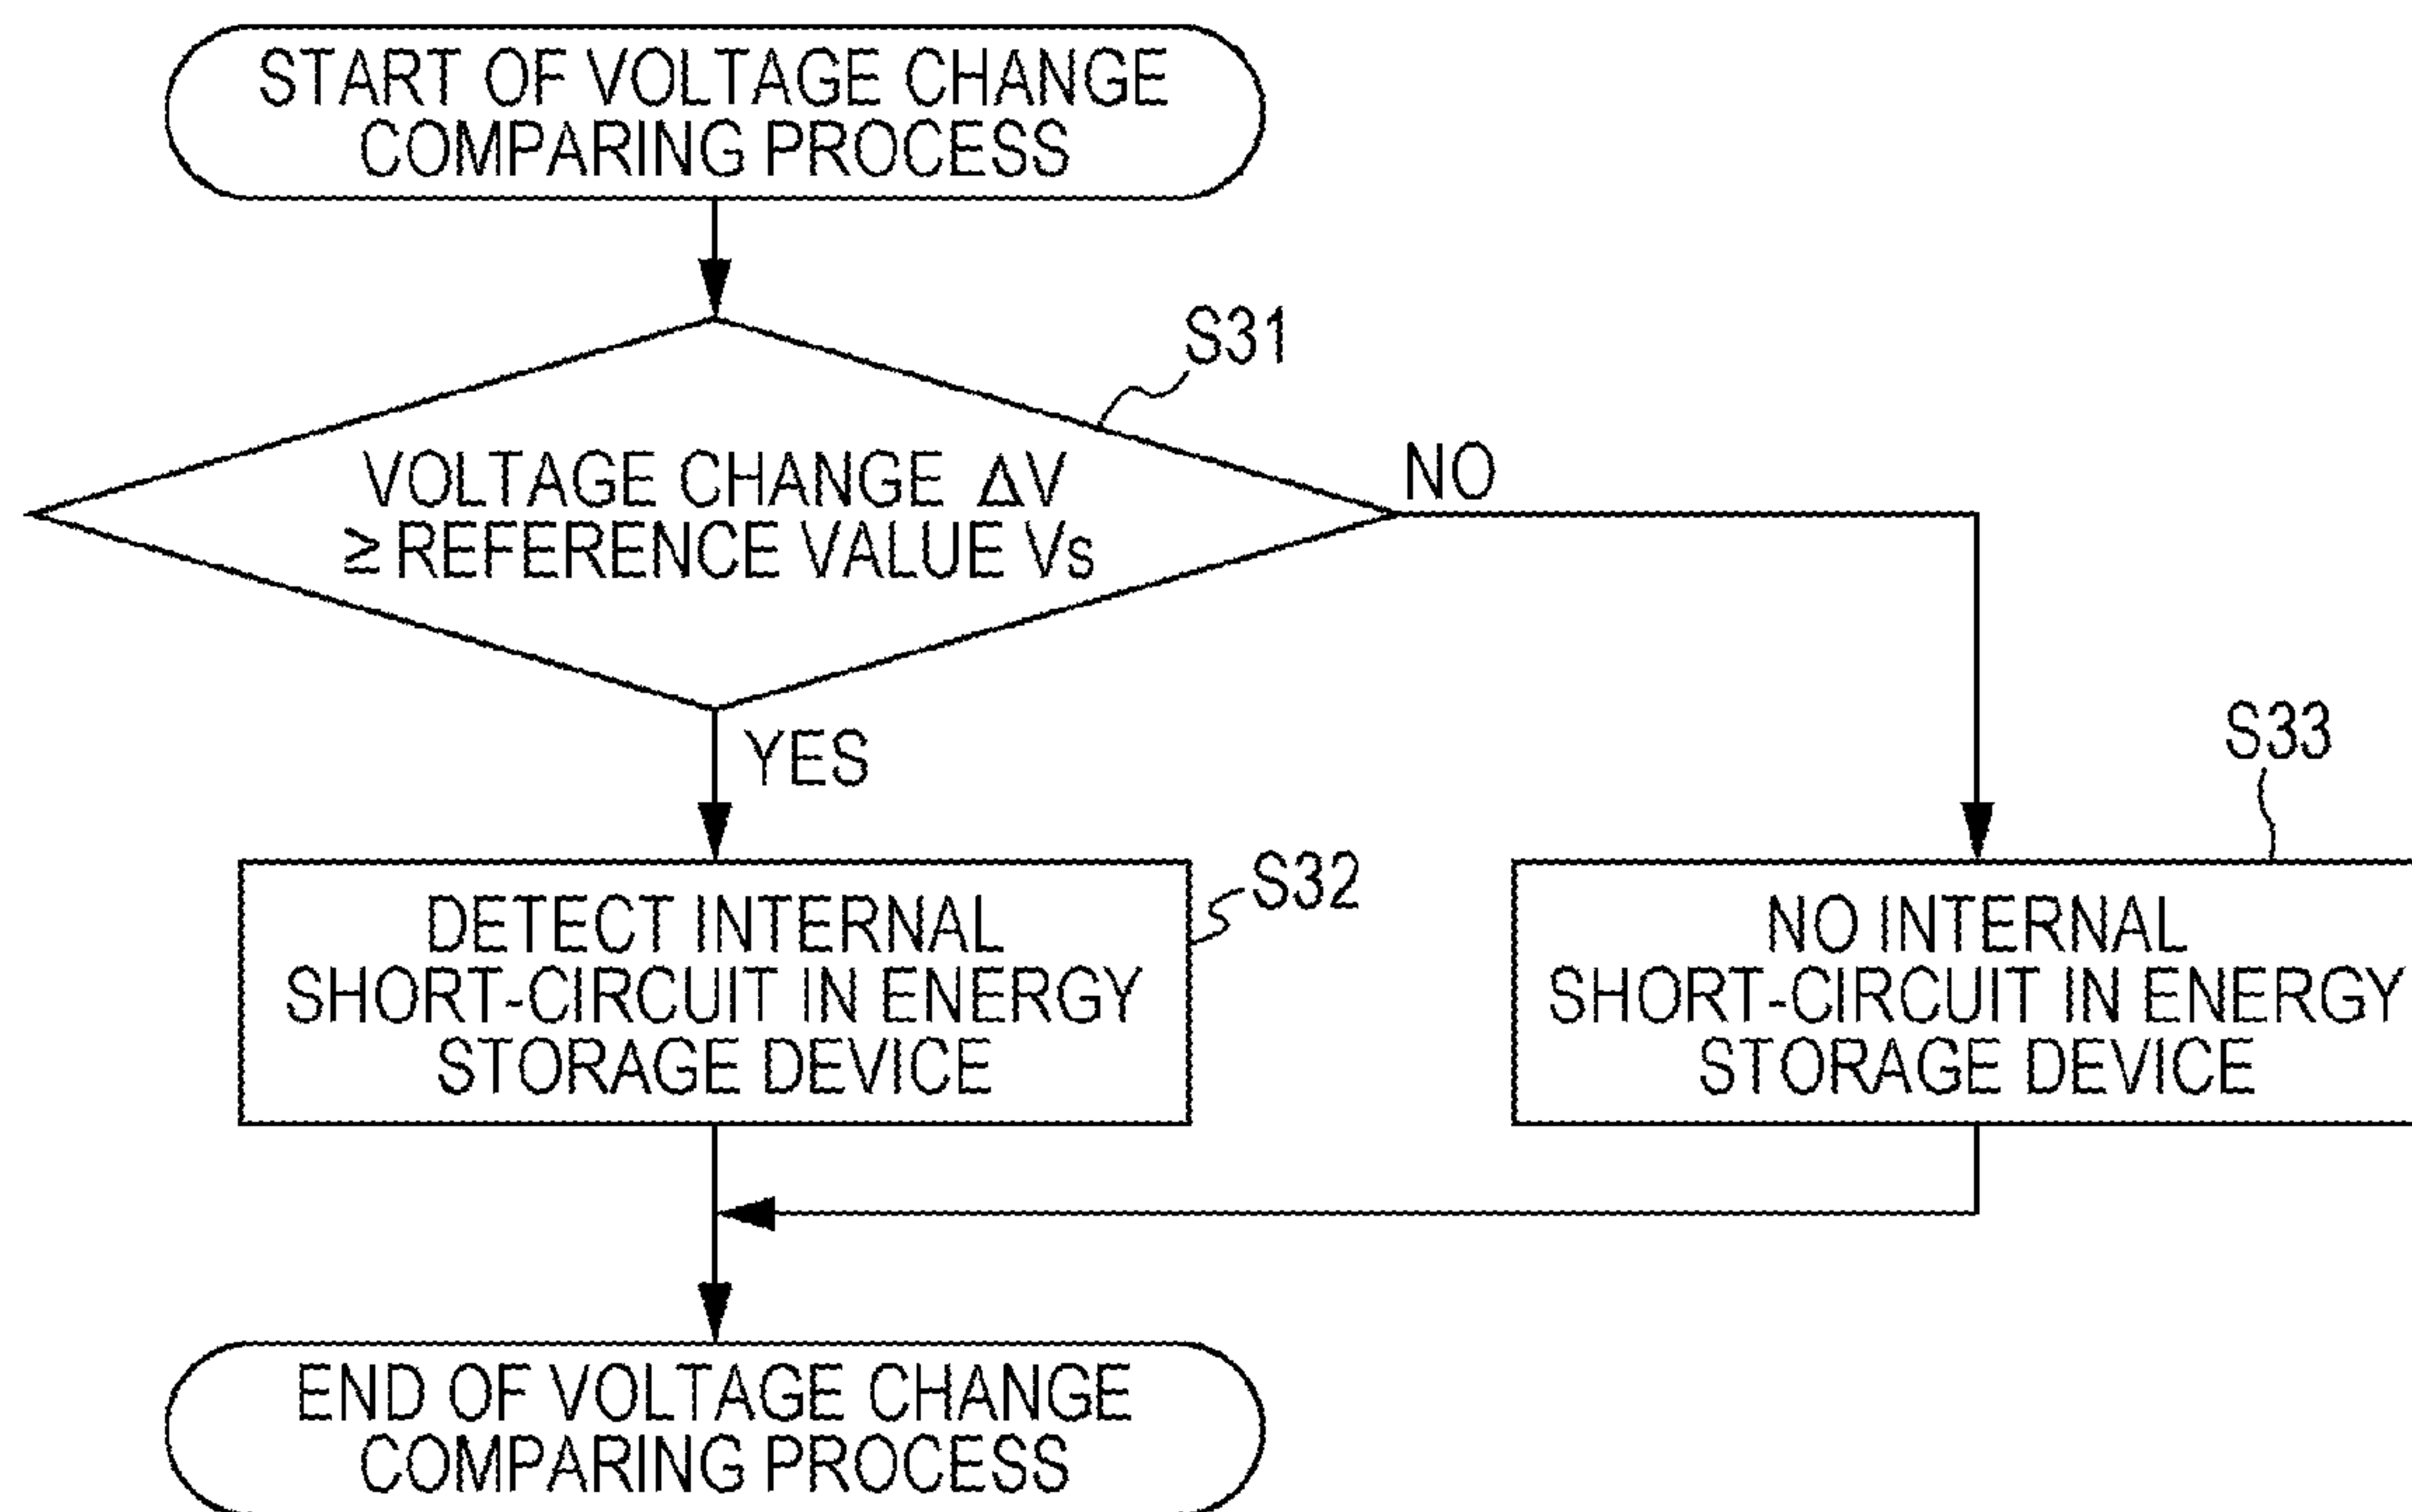 START OF VOLTAGE CHANGE
COMPARING PROCESS
S31
VOLTAGE CHANGE ΔV
≥ REFERENCE VALUE Vs
NO
YES
S32
DETECT INTERNAL
SHORT-CIRCUIT IN ENERGY
STORAGE DEVICE
S33
NO INTERNAL
SHORT-CIRCUIT IN ENERGY
STORAGE DEVICE
END OF VOLTAGE CHANGE
COMPARING PROCESS